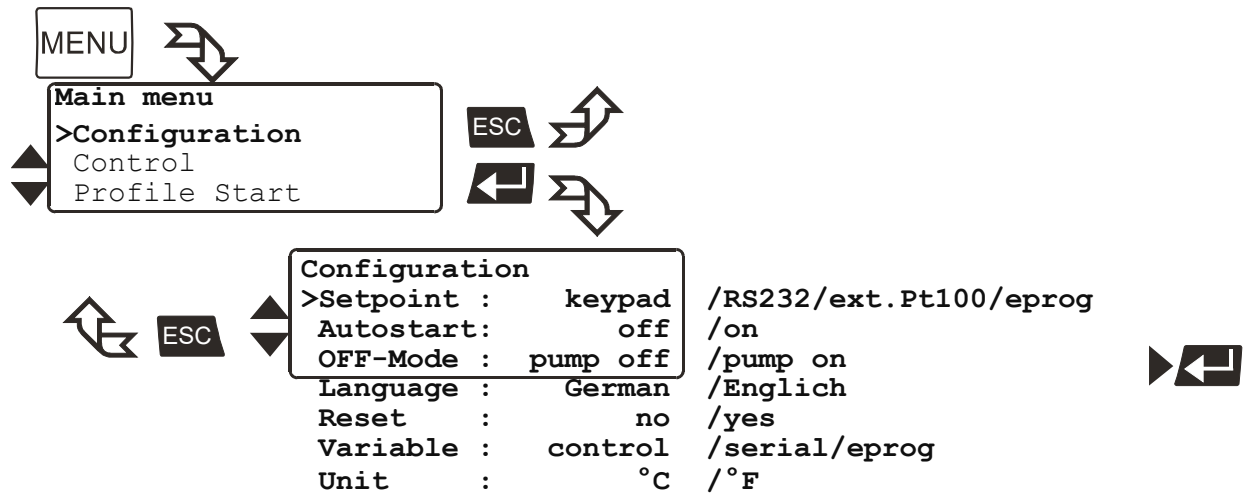 MENU
Main menu
>Configuration
Control
Profile Start
ESC
Configuration
>Setpoint : keypad /RS232/ext.Pt100/eprog
Autostart: off /on
OFF-Mode : pump off /pump on
Language : German /Englich
Reset : no /yes
Variable : control /serial/eprog
Unit : °C /°F
ESC